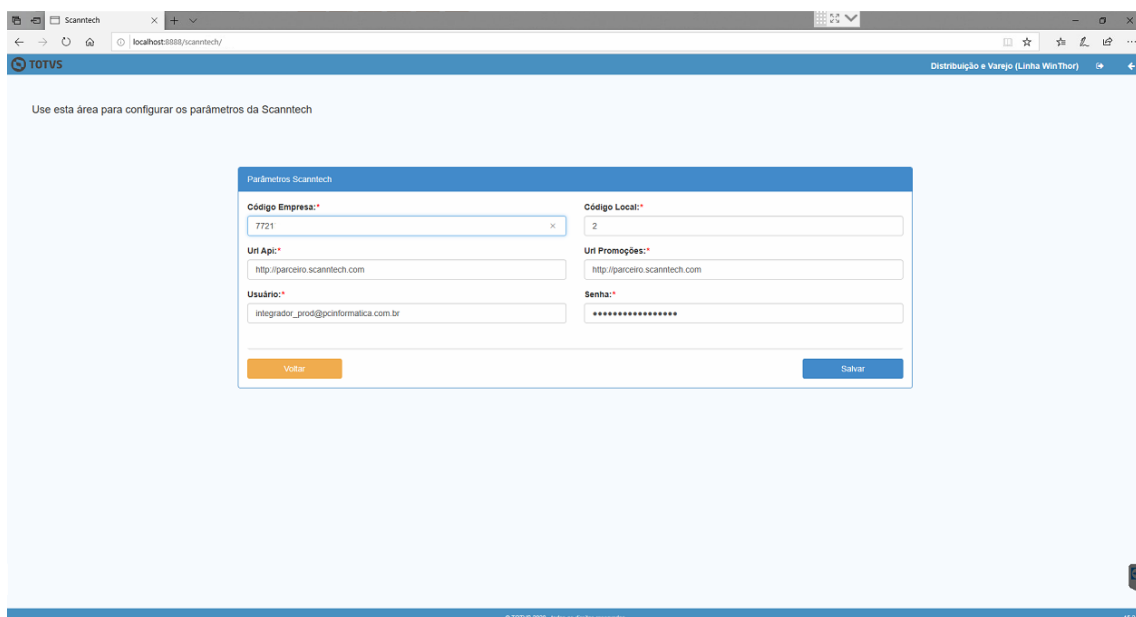 Scanntech
localhost:8888/scanntech/
TOTVS
Distribuição e Varejo (Linha WinThor)
Use esta área para configurar os parâmetros da Scanntech
Parâmetros Scanntech
Código Empresa:* Código Local:*
7721 2
Url Api:* Url Promoções:*
http://parceiro.scanntech.com http://parceiro.scanntech.com
Usuário:* Senha:*
integrador_prod@pcinformatica.com.br •••••••••••••••••
Voltar Salvar